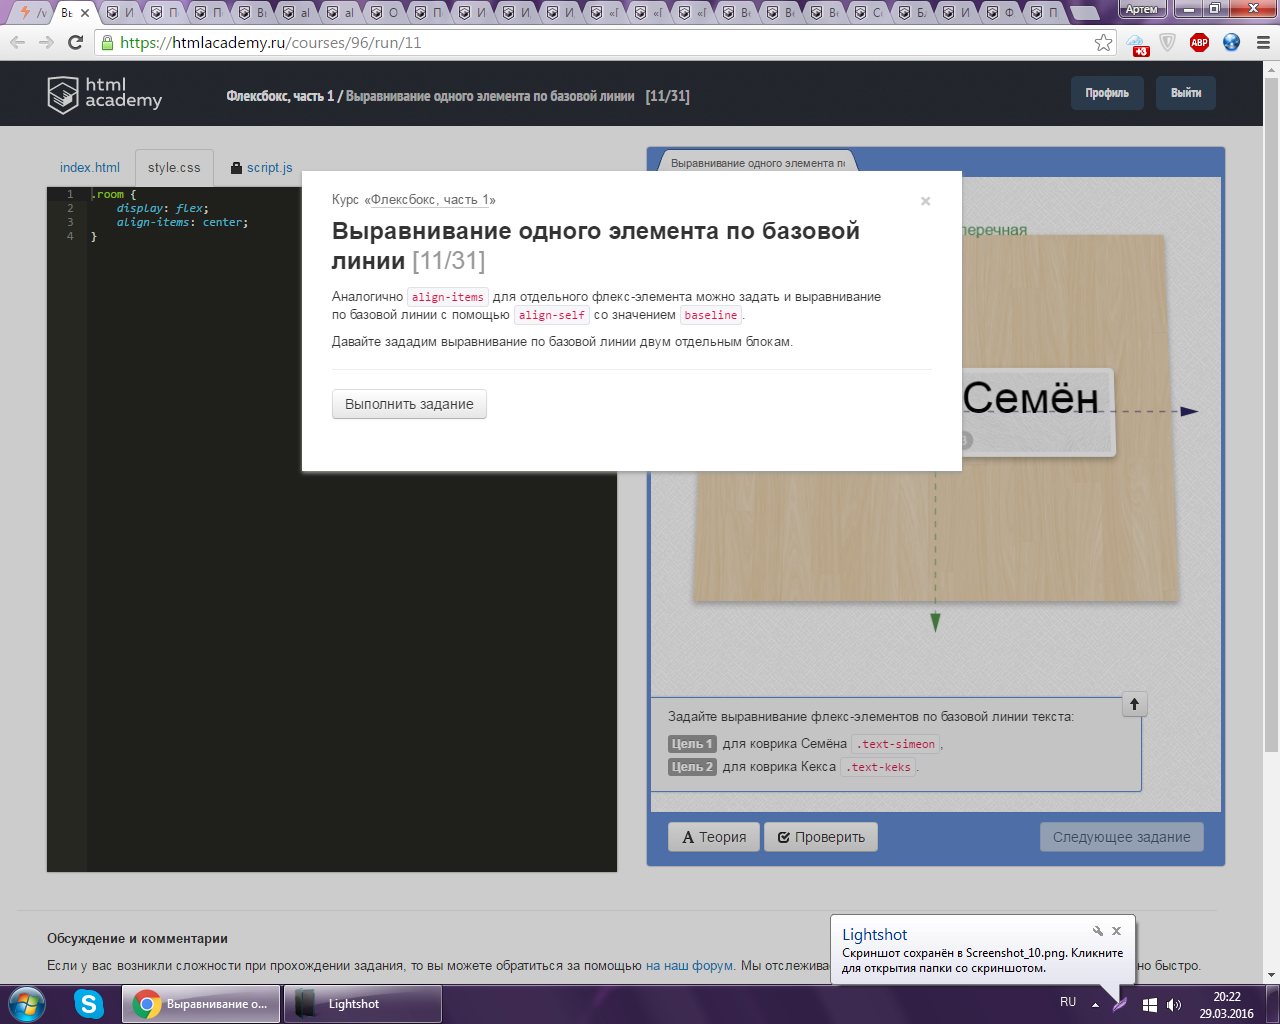 Артем
https://htmlacademy.ru/courses/96/run/11
+3
ABP
html
academy
Флексбокс, часть 1 / Выравнивание одного элемента по базовой линии [11/31]
Профиль
Выйти
index.html
style.css
script.js
Выравнивание одного элемента по
1 .room {
2 display: flex;
3 align-items: center;
4 }
Курс «Флексбокс, часть 1»
×
Выравнивание одного элемента по базовой
линии [11/31]
Аналогично align-items для отдельного флекс-элемента можно задать и выравнивание
по базовой линии с помощью align-self со значением baseline.
Давайте зададим выравнивание по базовой линии двум отдельным блокам.
Выполнить задание
Семён
Задайте выравнивание флекс-элементов по базовой линии текста:
Цель 1 для коврика Семёна .text-simeon,
Цель 2 для коврика Кекса .text-keks.
Теория
Проверить
Следующее задание
Обсуждение и комментарии
Если у вас возникли сложности при прохождении задания, то вы можете обратиться за помощью на наш форум. Мы
но быстро.
Lightshot
Скриншот сохранён в Screenshot_10.png. Кликните
для открытия папки со скриншотом.
Выравнивание о...
Lightshot
RU
20:22
29.03.2016